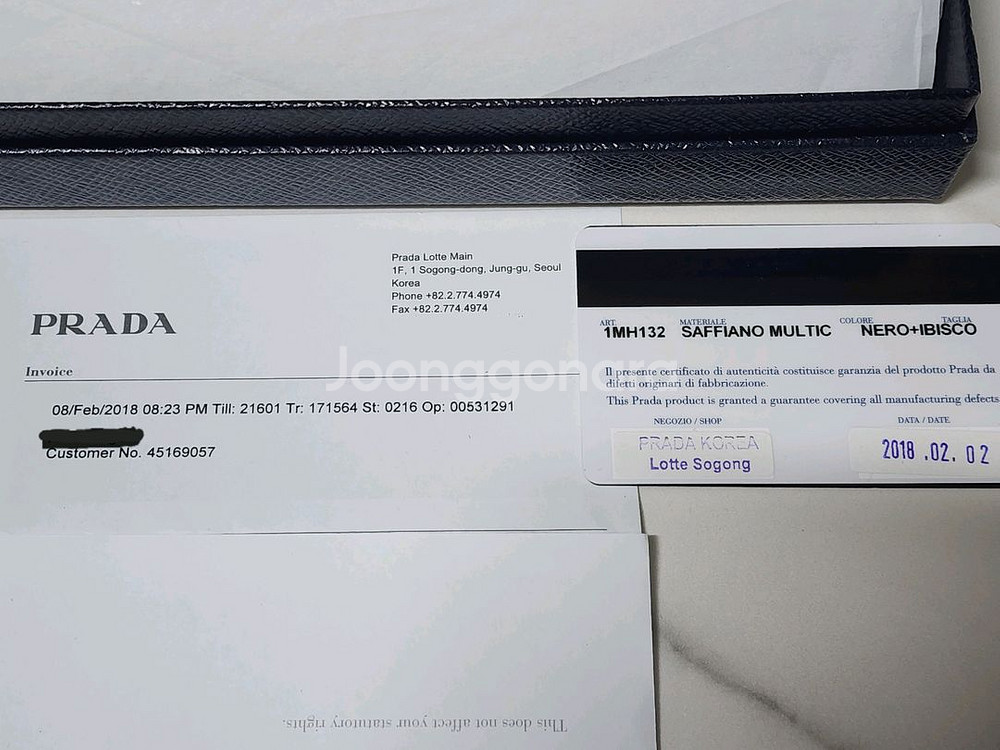 Prada Lotte Main
1F, 1 Sogong-dong, Jung-gu, Seoul
Korea
Phone +82.2.774.4974
Fax +82.2.774.4974
PRADA
Invoice
08/Feb/2018 08:23 PM Till: 21601 Tr: 171564 St: 0216 Op: 00531291
Customer No. 45169057
This does not affect your statutory rights.
ART. MATERIALE COLORE TAGLIA
1MH132 SAFFIANO MULTIC NERO+IBISCO
Il presente certificato di autenticità costituisce garanzia del prodotto Prada da
difetti originari di fabbricazione.
This Prada product is granted a guarantee covering all manufacturing defects
NEGOZIO / SHOP DATA / DATE
PRADA KOREA
Lotte Sogong
2018 .02. 02
Joonggonara